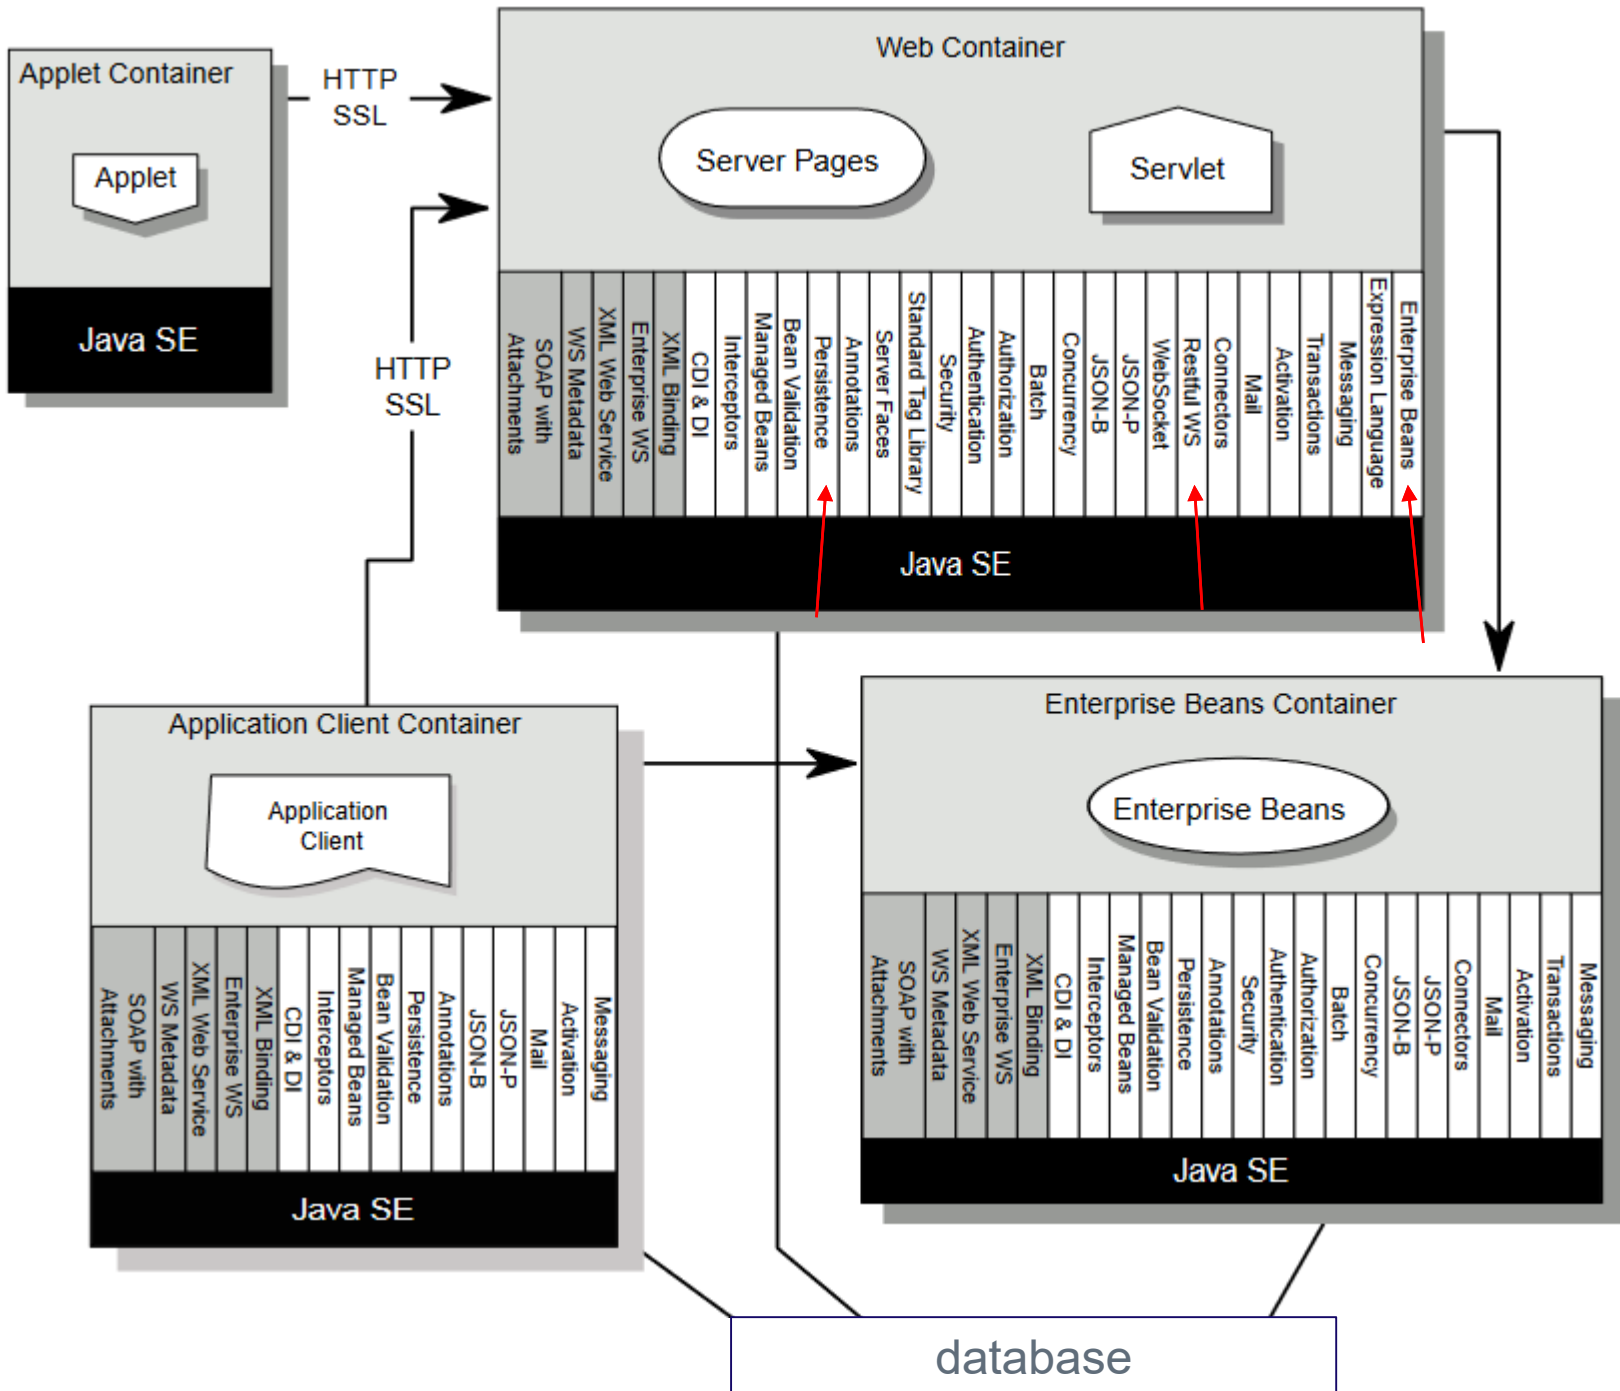 Applet Container
Applet
Java SE
HTTP
SSL
HTTP
SSL
Web Container
Server Pages
Servlet
SOAP with
Attachments
WS Metadata
XML Web Service
Enterprise WS
XML Binding
CDI & DI
Interceptors
Managed Beans
Bean Validation
Persistence
Annotations
Server Faces
Standard Tag Library
Security
Authentication
Authorization
Batch
Concurrency
JSON-B
JSON-P
WebSocket
Restful WS
Connectors
Mail
Activation
Transactions
Messaging
Expression Language
Enterprise Beans
Java SE
Application Client Container
Application
Client
SOAP with
Attachments
WS Metadata
XML Web Service
Enterprise WS
XML Binding
CDI & DI
Interceptors
Managed Beans
Bean Validation
Persistence
Annotations
JSON-B
JSON-P
Mail
Activation
Messaging
Java SE
Enterprise Beans Container
Enterprise Beans
SOAP with
Attachments
WS Metadata
XML Web Service
Enterprise WS
XML Binding
CDI & DI
Interceptors
Managed Beans
Bean Validation
Persistence
Annotations
Security
Authentication
Authorization
Batch
Concurrency
JSON-B
JSON-P
Connectors
Mail
Activation
Transactions
Messaging
Java SE
database